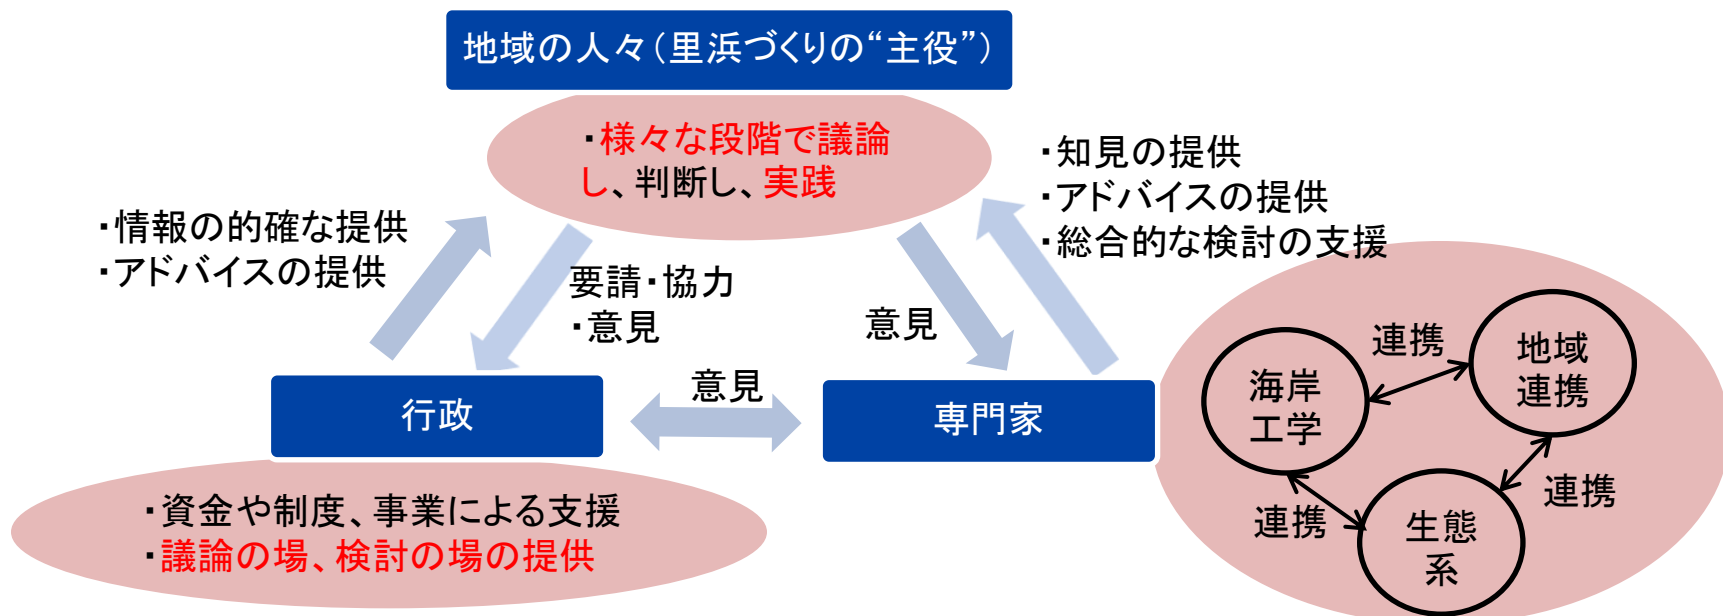 地域の人々（里浜づくりの“主役”）
・様々な段階で議論
し、判断し、実践
・知見の提供
・アドバイスの提供
・総合的な検討の支援
・情報の的確な提供
・アドバイスの提供
要請・協力
・意見
意見
意見
行政
専門家
・資金や制度、事業による支援
・議論の場、検討の場の提供
連携
地域
連携
海岸
工学
連携
連携
生態
系